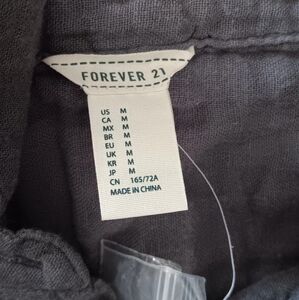 FOREVER 21
US M
CA M
MX M
BR M
EU M
UK M
KR M
JP M
CN 165/72A
MADE IN CHINA